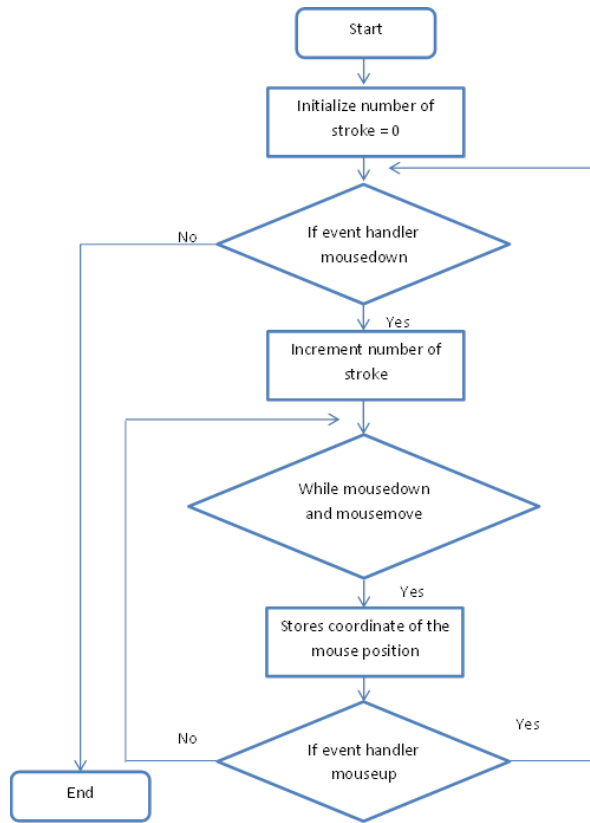 Start
Initialize number of
stroke = 0
If event handler
mousedown
No
Yes
Increment number of
stroke
While mousedown
and mousemove
Yes
Stores coordinate of the
mouse position
No
Yes
If event handler
mouseup
End